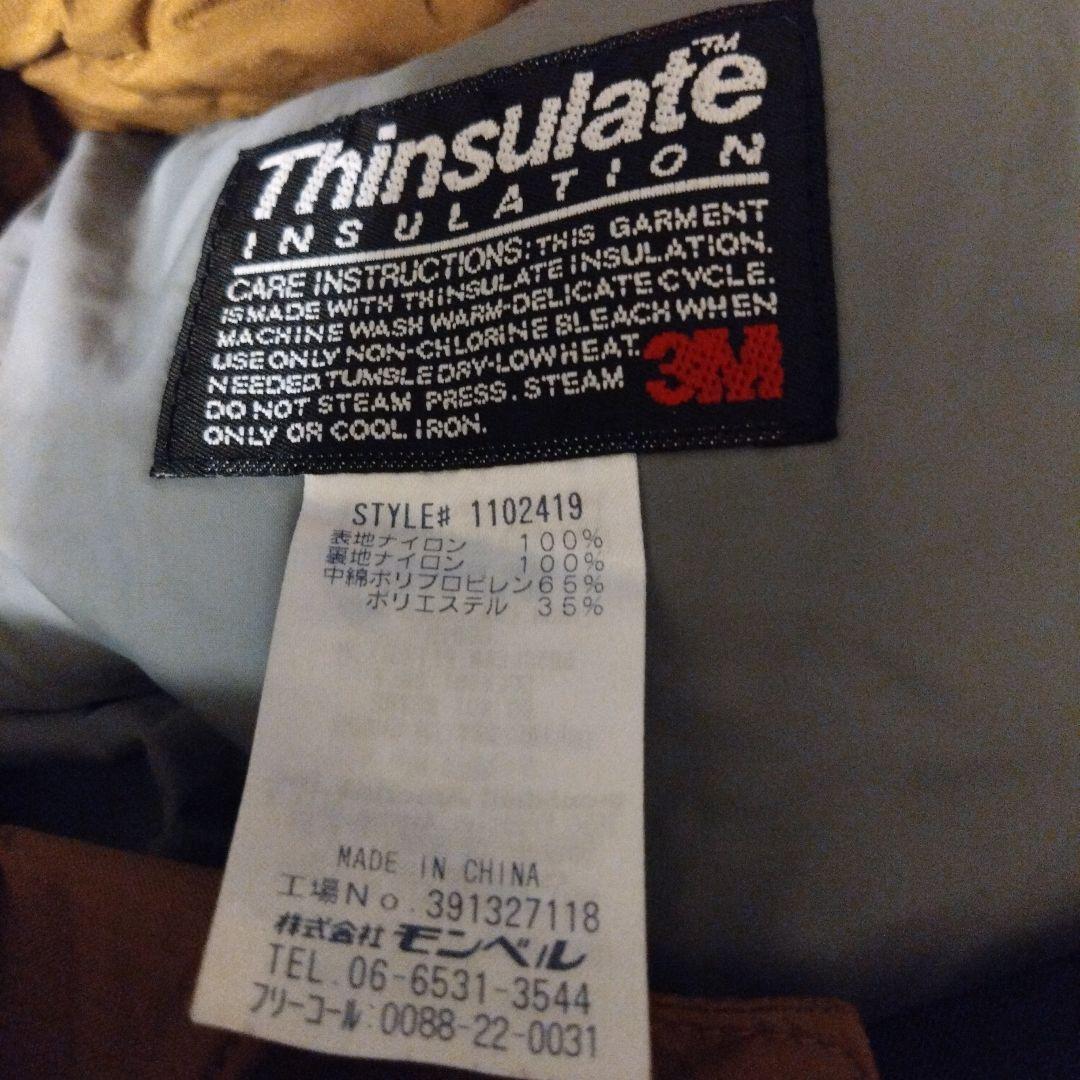 Thinsulate™
INSULATION
CARE INSTRUCTIONS: THIS GARMENT
IS MADE WITH THINSULATE INSULATION.
MACHINE WASH WARM-DELICATE CYCLE.
USE ONLY NON-CHLORINE BLEACH WHEN
NEEDED. TUMBLE DRY-LOW HEAT.
DO NOT STEAM PRESS. STEAM
ONLY OR COOL IRON.
3M
STYLE# 1102419
表地ナイロン 100%
裏地ナイロン 100%
中綿ポリプロピレン65%
ポリエステル 35%
MADE IN CHINA
工場No.391327118
株式会社モンベル
TEL.06-6531-3544
フリーコール:0088-22-0031